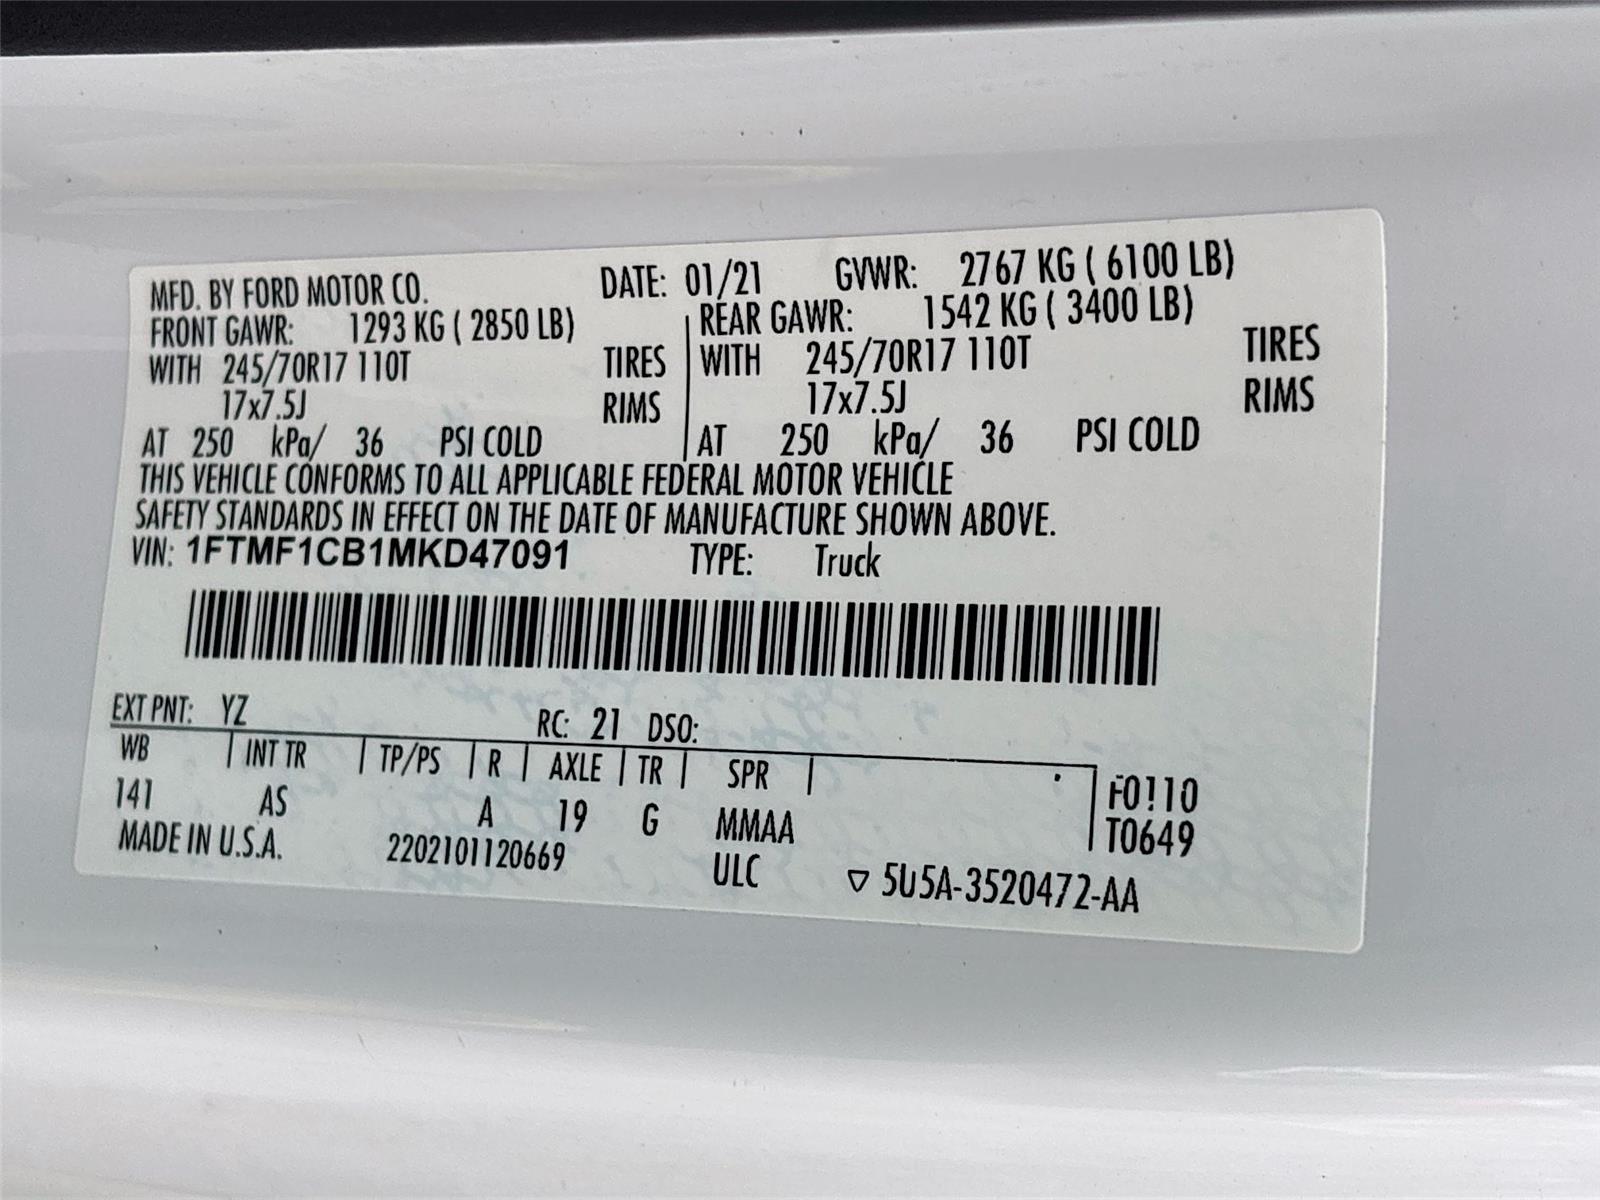 MFD. BY FORD MOTOR CO. DATE: 01/21 GVWR: 2767 KG ( 6100 LB)
FRONT GAWR: 1293 KG ( 2850 LB) REAR GAWR: 1542 KG ( 3400 LB)
WITH 245/70R17 110T TIRES WITH 245/70R17 110T TIRES
17x7.5J RIMS 17x7.5J RIMS
AT 250 kPa/ 36 PSI COLD AT 250 kPa/ 36 PSI COLD
THIS VEHICLE CONFORMS TO ALL APPLICABLE FEDERAL MOTOR VEHICLE
SAFETY STANDARDS IN EFFECT ON THE DATE OF MANUFACTURE SHOWN ABOVE.
VIN: 1FTMF1CB1MKD47091 TYPE: Truck
EXT PNT: YZ RC: 21 DSO:
WB INT TR TP/PS R AXLE TR SPR
141 AS A 19 G MMAA
F0110
T0649
MADE IN U.S.A. 2202101120669 ULC ▽ 5U5A-3520472-AA